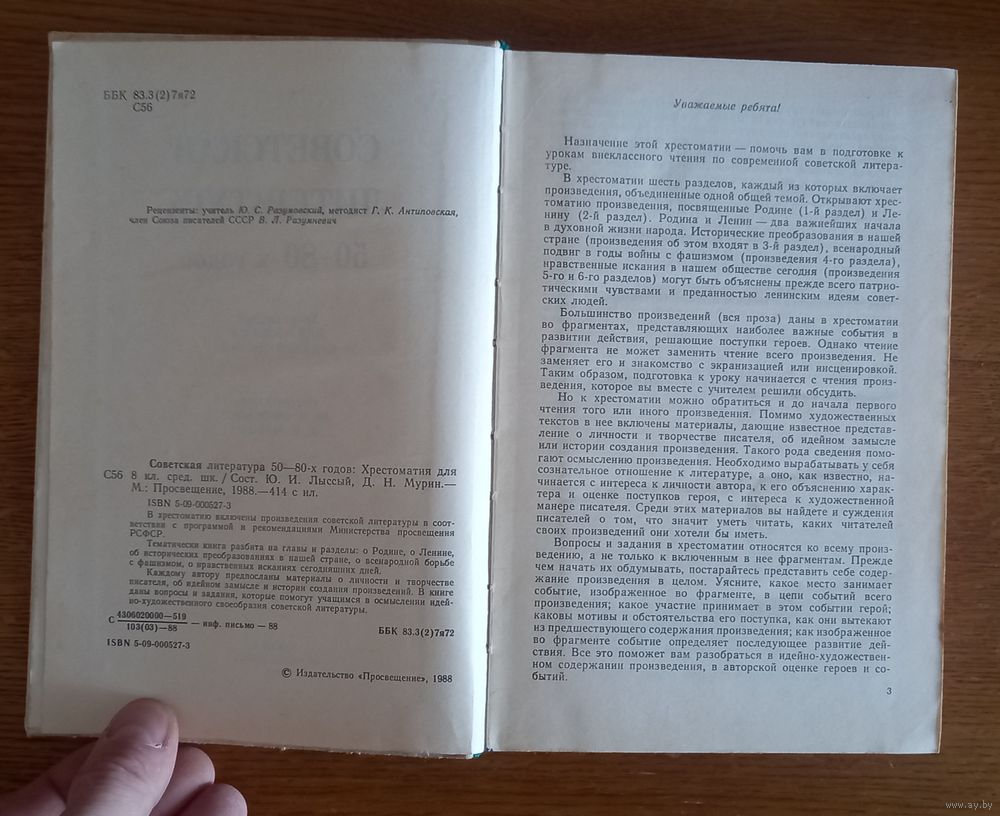 ББК 83.3(2)7я72
С56
Рецензенты: учитель Ю. С. Разумовский, методист Г. К. Антиповская,
член Союза писателей СССР В. Л. Разумневич
Советская литература 50—80-х годов: Хрестоматия для
С56 8 кл. сред. шк./Сост. Ю. И. Лыссый, Д. Н. Мурин.—
М.: Просвещение, 1988.—414 с ил.
ISBN 5-09-000527-3
В хрестоматию включены произведения советской литературы в соот-
ветствии с программой и рекомендациями Министерства просвещения
РСФСР.
Тематически книга разбита на главы и разделы: о Родине, о Ленине,
об исторических преобразованиях в нашей стране, о всенародной борьбе
с фашизмом, о нравственных исканиях сегодняшних дней.
Каждому автору предпосланы материалы о личности и творчестве
писателя, об идейном замысле и истории создания произведений. В книге
даны вопросы и задания, которые помогут учащимся в осмыслении идей-
но-художественного своеобразия советской литературы.
С 4306020000—519
103(03)—88 — инф. письмо — 88
ББК 83.3(2)7я72
ISBN 5-09-000527-3
© Издательство «Просвещение», 1988
Уважаемые ребята!
Назначение этой хрестоматии — помочь вам в подготовке к
урокам внеклассного чтения по современной советской литера-
туре.
В хрестоматии шесть разделов, каждый из которых включает
произведения, объединенные одной общей темой. Открывают хрес-
томатию произведения, посвященные Родине (1-й раздел) и Ле-
нину (2-й раздел). Родина и Ленин — два важнейших начала
в духовной жизни народа. Исторические преобразования в нашей
стране (произведения об этом входят в 3-й раздел), всенародный
подвиг в годы войны с фашизмом (произведения 4-го раздела),
нравственные искания в нашем обществе сегодня (произведения
5-го и 6-го разделов) могут быть объяснены прежде всего патрио-
тическими чувствами и преданностью ленинским идеям совет-
ских людей.
Большинство произведений (вся проза) даны в хрестоматии
во фрагментах, представляющих наиболее важные события в
развитии действия, решающие поступки героев. Однако чтение
фрагмента не может заменить чтение всего произведения. Не
заменяет его и знакомство с экранизацией или инсценировкой.
Таким образом, подготовка к уроку начинается с чтения произ-
ведения, которое вы вместе с учителем решили обсудить.
Но к хрестоматии можно обратиться и до начала первого
чтения того или иного произведения. Помимо художественных
текстов в нее включены материалы, дающие известное представ-
ление о личности и творчестве писателя, об идейном замысле
или истории создания произведения. Такого рода сведения помо-
гают осмыслению произведения. Необходимо вырабатывать у себя
сознательное отношение к литературе, а оно, как известно, на-
чинается с интереса к личности автора, к его объяснению харак-
тера и оценке поступков героя, с интереса к художественной
манере писателя. Среди этих материалов вы найдете и суждения
писателей о том, что значит уметь читать, каких читателей
своих произведений они хотели бы иметь.
Вопросы и задания в хрестоматии относятся ко всему произ-
ведению, а не только к включенным в нее фрагментам. Прежде
чем начать их обдумывать, постарайтесь представить себе содер-
жание произведения в целом. Уясните, какое место занимает
событие, изображенное во фрагменте, в цепи событий всего
произведения; какое участие принимает в этом событии герой;
каковы мотивы и обстоятельства его поступка, как они вытекают
из предшествующего содержания произведения; как изображенное
во фрагменте событие определяет последующее развитие дей-
ствия. Все это поможет вам разобраться в идейно-художествен-
ном содержании произведения, в авторской оценке героев и со-
бытий.
3
www.ay.by